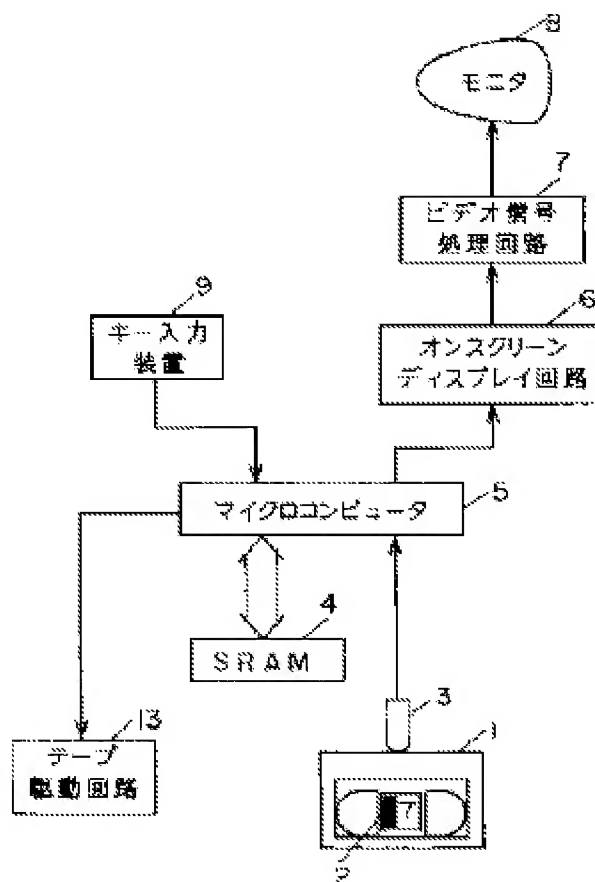 8
モニタ
7
ビデオ信号
処理回路
6
オンスクリーン
ディスプレイ回路
9
キー入力
装置
5
マイクロコンピュータ
4
SRAM
3
1
13
テープ
駆動回路
7
2